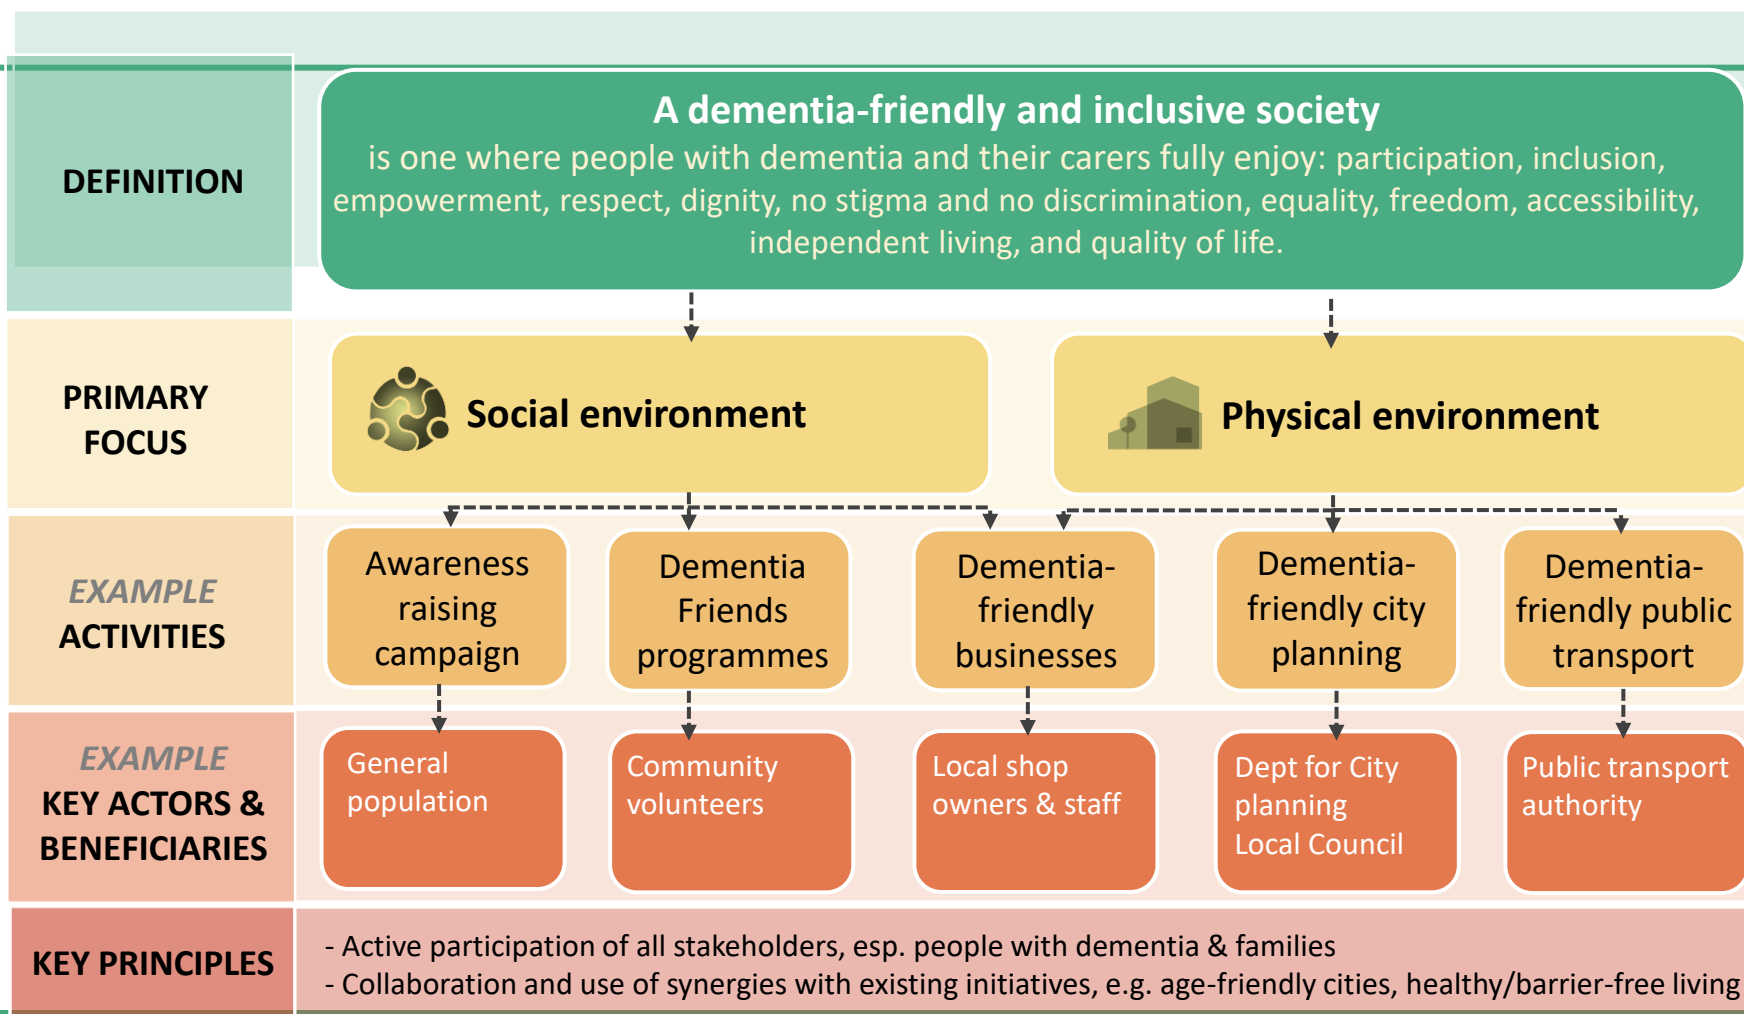 DEFINITION
A dementia-friendly and inclusive society
is one where people with dementia and their carers fully enjoy: participation, inclusion,
empowerment, respect, dignity, no stigma and no discrimination, equality, freedom, accessibility,
independent living, and quality of life.
PRIMARY
FOCUS
Social environment
Physical environment
EXAMPLE
ACTIVITIES
Awareness
raising
campaign
Dementia
Friends
programmes
Dementia-
friendly
businesses
Dementia-
friendly city
planning
Dementia-
friendly public
transport
EXAMPLE
KEY ACTORS &
BENEFICIARIES
General
population
Community
volunteers
Local shop
owners & staff
Dept for City
planning
Local Council
Public transport
authority
KEY PRINCIPLES
- Active participation of all stakeholders, esp. people with dementia & families
- Collaboration and use of synergies with existing initiatives, e.g. age-friendly cities, healthy/barrier-free living